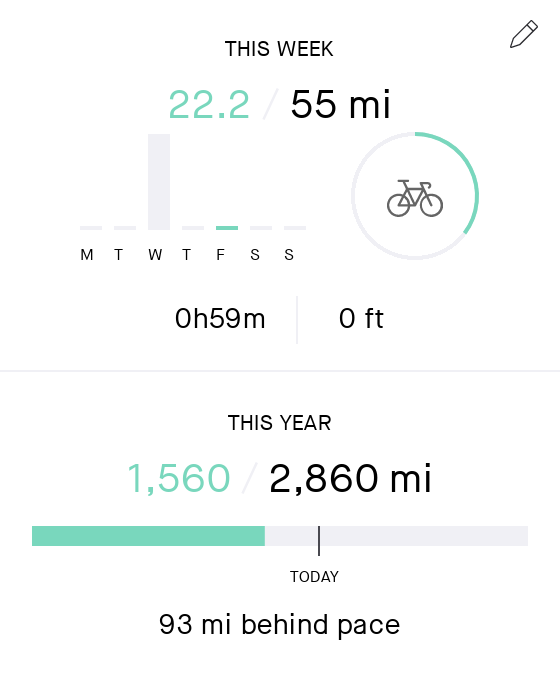 THIS WEEK
22.2 / 55 mi
M T W T F S S
0h59m | 0 ft
THIS YEAR
1,560 / 2,860 mi
TODAY
93 mi behind pace